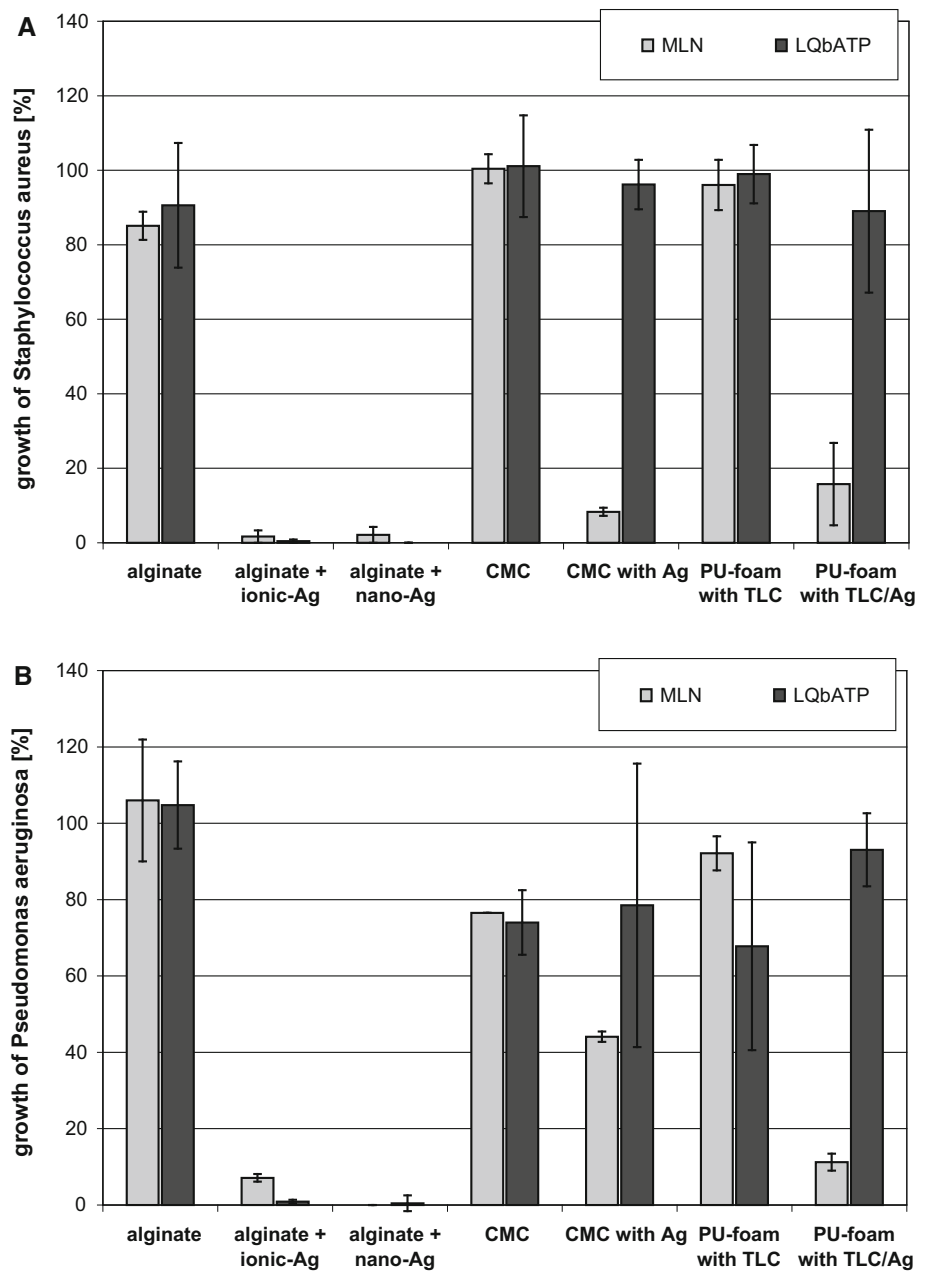 A
140
MLN LQbATP
120
100
80
60
40
20
0
growth of Staphylococcus aureus [%]
alginate
alginate +
ionic-Ag
alginate +
nano-Ag
CMC
CMC with Ag
PU-foam
with TLC
PU-foam
with TLC/Ag
B
140
MLN LQbATP
120
100
80
60
40
20
0
growth of Pseudomonas aeruginosa [%]
alginate
alginate +
ionic-Ag
alginate +
nano-Ag
CMC
CMC with Ag
PU-foam
with TLC
PU-foam
with TLC/Ag